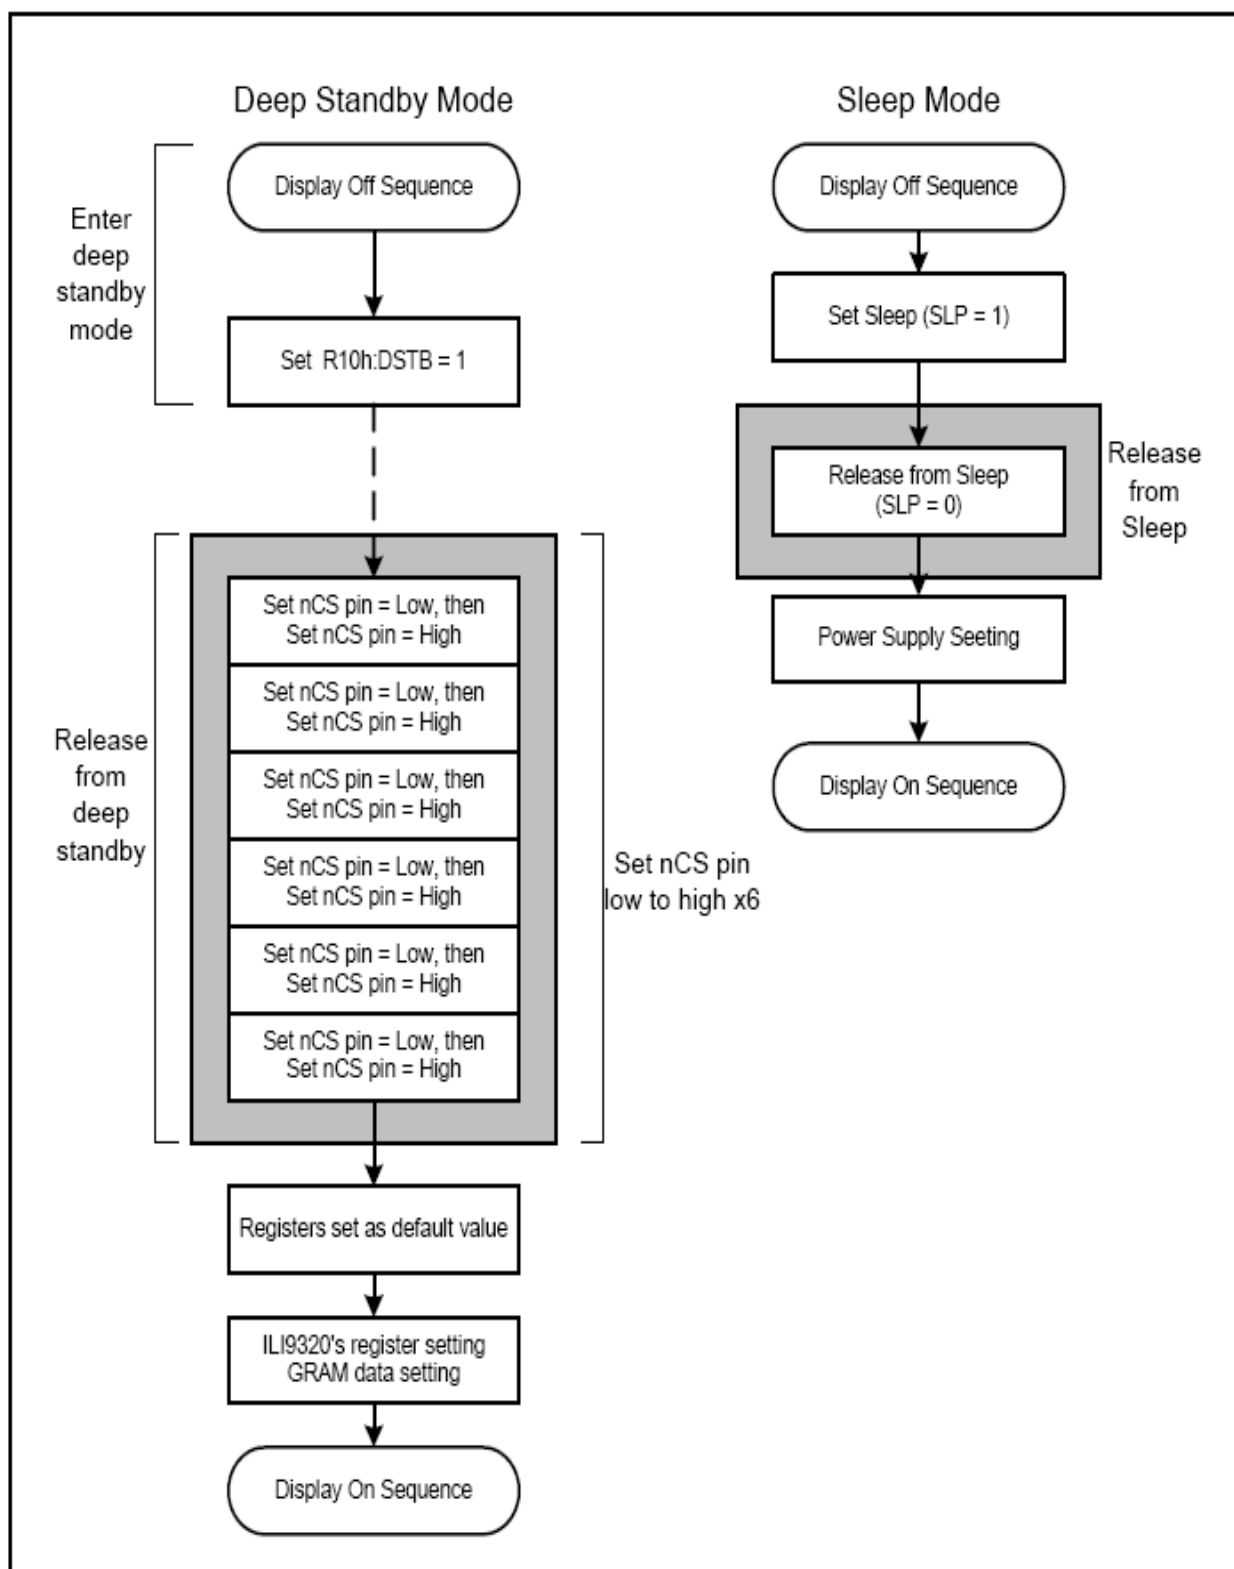 Deep Standby Mode
Display Off Sequence
Enter
deep
standby
mode
Set R10h:DSTB = 1
Release
from
deep
standby
Set nCS pin = Low, then
Set nCS pin = High
Set nCS pin = Low, then
Set nCS pin = High
Set nCS pin = Low, then
Set nCS pin = High
Set nCS pin = Low, then
Set nCS pin = High
Set nCS pin = Low, then
Set nCS pin = High
Set nCS pin = Low, then
Set nCS pin = High
Set nCS pin
low to high x6
Registers set as default value
ILI9320's register setting
GRAM data setting
Display On Sequence
Sleep Mode
Display Off Sequence
Set Sleep (SLP = 1)
Release from Sleep
(SLP = 0)
Release
from
Sleep
Power Supply Seeting
Display On Sequence